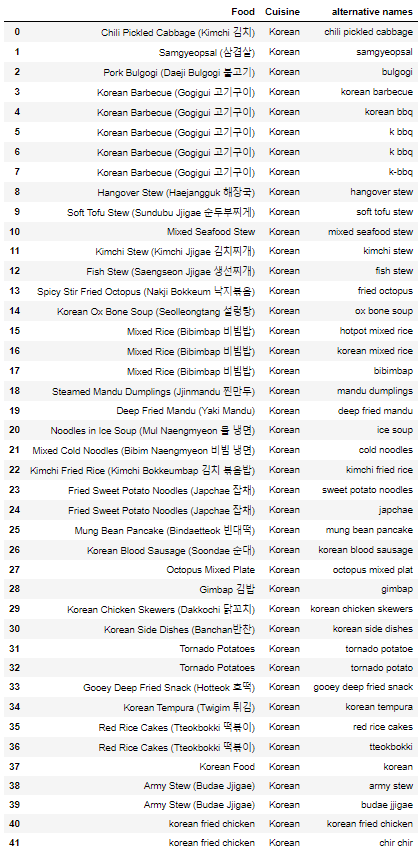 Food Cuisine alternative names
0 Chili Pickled Cabbage (Kimchi 김치) Korean chili pickled cabbage
1 Samgyeopsal (삼겹살) Korean samgyeopsal
2 Pork Bulgogi (Daeji Bulgogi 불고기) Korean bulgogi
3 Korean Barbecue (Gogigui 고기구이) Korean korean barbecue
4 Korean Barbecue (Gogigui 고기구이) Korean korean bbq
5 Korean Barbecue (Gogigui 고기구이) Korean k bbq
6 Korean Barbecue (Gogigui 고기구이) Korean k bbq
7 Korean Barbecue (Gogigui 고기구이) Korean k-bbq
8 Hangover Stew (Haejangguk 해장국) Korean hangover stew
9 Soft Tofu Stew (Sundubu Jjigae 순두부찌게) Korean soft tofu stew
10 Mixed Seafood Stew Korean mixed seafood stew
11 Kimchi Stew (Kimchi Jjigae 김치찌개) Korean kimchi stew
12 Fish Stew (Saengseon Jjigae 생선찌개) Korean fish stew
13 Spicy Stir Fried Octopus (Nakji Bokkeum 낙지볶음) Korean fried octopus
14 Korean Ox Bone Soup (Seolleongtang 설렁탕) Korean ox bone soup
15 Mixed Rice (Bibimbap 비빔밥) Korean hotpot mixed rice
16 Mixed Rice (Bibimbap 비빔밥) Korean korean mixed rice
17 Mixed Rice (Bibimbap 비빔밥) Korean bibimbap
18 Steamed Mandu Dumplings (Jjinmandu 찐만두) Korean mandu dumplings
19 Deep Fried Mandu (Yaki Mandu) Korean deep fried mandu
20 Noodles in Ice Soup (Mul Naengmyeon 물 냉면) Korean ice soup
21 Mixed Cold Noodles (Bibim Naengmyeon 비빔 냉면) Korean cold noodles
22 Kimchi Fried Rice (Kimchi Bokkeumbap 김치 볶음밥) Korean kimchi fried rice
23 Fried Sweet Potato Noodles (Japchae 잡채) Korean sweet potato noodles
24 Fried Sweet Potato Noodles (Japchae 잡채) Korean japchae
25 Mung Bean Pancake (Bindaetteok 빈대떡) Korean mung bean pancake
26 Korean Blood Sausage (Soondae 순대) Korean korean blood sausage
27 Octopus Mixed Plate Korean octopus mixed plat
28 Gimbap 김밥 Korean gimbap
29 Korean Chicken Skewers (Dakkochi 닭꼬치) Korean korean chicken skewers
30 Korean Side Dishes (Banchan반찬) Korean korean side dishes
31 Tornado Potatoes Korean tornado potatoe
32 Tornado Potatoes Korean tornado potato
33 Gooey Deep Fried Snack (Hotteok 호떡) Korean gooey deep fried snack
34 Korean Tempura (Twigim 튀김) Korean korean tempura
35 Red Rice Cakes (Tteokbokki 떡볶이) Korean red rice cakes
36 Red Rice Cakes (Tteokbokki 떡볶이) Korean tteokbokki
37 Korean Food Korean korean
38 Army Stew (Budae Jjigae) Korean army stew
39 Army Stew (Budae Jjigae) Korean budae jjigae
40 korean fried chicken Korean korean fried chicken
41 korean fried chicken Korean chir chir